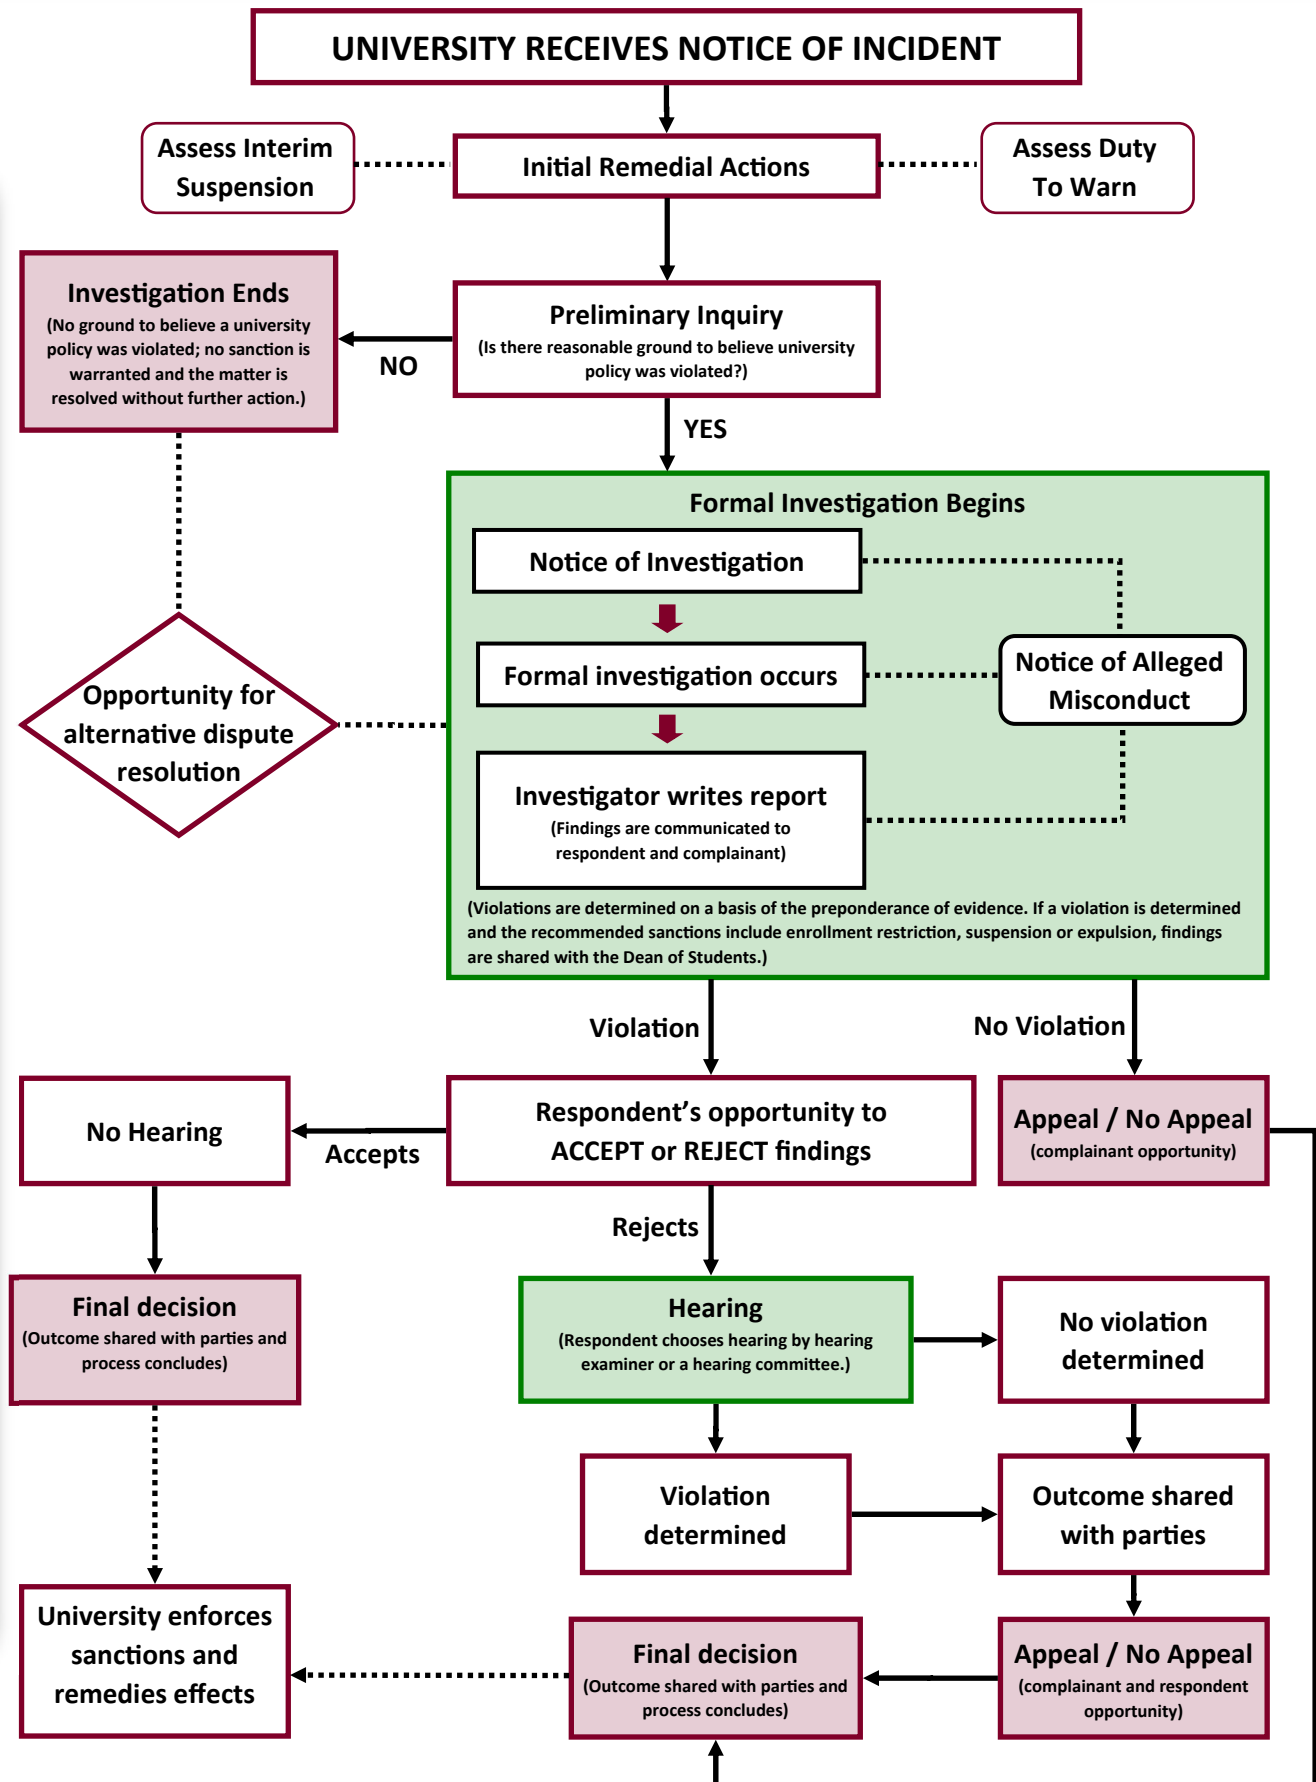 UNIVERSITY RECEIVES NOTICE OF INCIDENT
Assess Interim
Suspension
Initial Remedial Actions
Assess Duty
To Warn
Investigation Ends
(No ground to believe a university
policy was violated; no sanction is
warranted and the matter is
resolved without further action.)
NO
Preliminary Inquiry
(Is there reasonable ground to believe university
policy was violated?)
YES
Formal Investigation Begins
Notice of Investigation
Formal investigation occurs
Notice of Alleged
Misconduct
Investigator writes report
(Findings are communicated to
respondent and complainant)
(Violations are determined on a basis of the preponderance of evidence. If a violation is determined
and the recommended sanctions include enrollment restriction, suspension or expulsion, findings
are shared with the Dean of Students.)
Opportunity for
alternative dispute
resolution
Violation
No Violation
No Hearing
Accepts
Respondent’s opportunity to
ACCEPT or REJECT findings
Appeal / No Appeal
(complainant opportunity)
Rejects
Final decision
(Outcome shared with parties and
process concludes)
Hearing
(Respondent chooses hearing by hearing
examiner or a hearing committee.)
No violation
determined
Violation
determined
Outcome shared
with parties
University enforces
sanctions and
remedies effects
Final decision
(Outcome shared with parties and
process concludes)
Appeal / No Appeal
(complainant and respondent
opportunity)